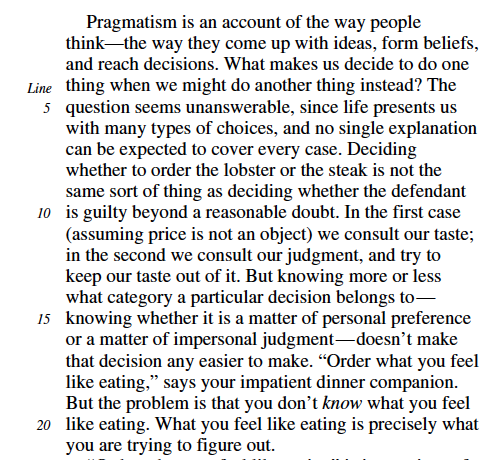 Pragmatism is an account of the way people
think—the way they come up with ideas, form beliefs,
and reach decisions. What makes us decide to do one
Line thing when we might do another thing instead? The
5 question seems unanswerable, since life presents us
with many types of choices, and no single explanation
can be expected to cover every case. Deciding
whether to order the lobster or the steak is not the
same sort of thing as deciding whether the defendant
10 is guilty beyond a reasonable doubt. In the first case
(assuming price is not an object) we consult our taste;
in the second we consult our judgment, and try to
keep our taste out of it. But knowing more or less
what category a particular decision belongs to—
15 knowing whether it is a matter of personal preference
or a matter of impersonal judgment—doesn’t make
that decision any easier to make. “Order what you feel
like eating,” says your impatient dinner companion.
But the problem is that you don’t know what you feel
20 like eating. What you feel like eating is precisely what
you are trying to figure out.